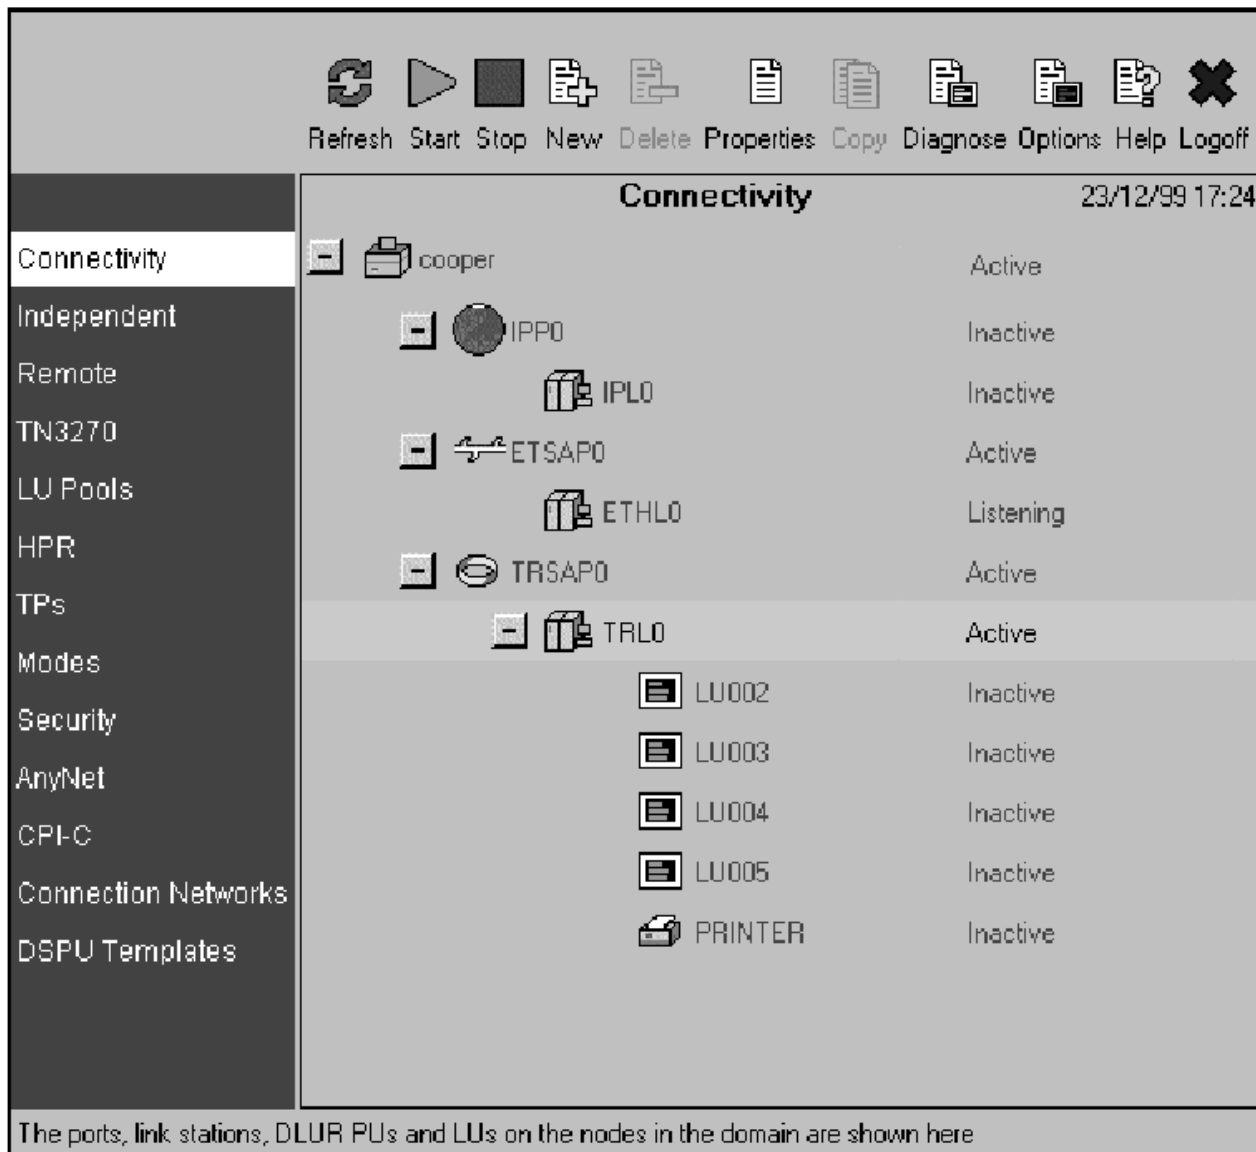 Refresh Start Stop New Delete Properties Copy Diagnose Options Help Logoff
Connectivity 23/12/99 17:24
Connectivity
Independent
Remote
TN3270
LU Pools
HPR
TPs
Modes
Security
AnyNet
CPI-C
Connection Networks
DSPU Templates
cooper Active
IPP0 Inactive
IPL0 Inactive
ETSAP0 Active
ETHL0 Listening
TRSAP0 Active
TRL0 Active
LU002 Inactive
LU003 Inactive
LU004 Inactive
LU005 Inactive
PRINTER Inactive
The ports, link stations, DLUR PUs and LUs on the nodes in the domain are shown here